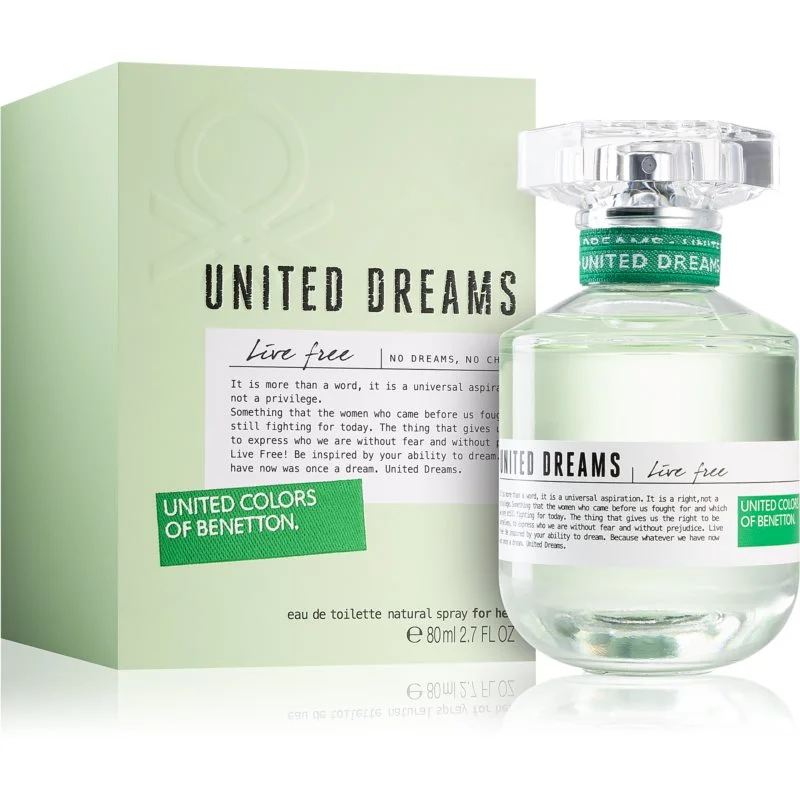 UNITED DREAMS
Live free | NO DREAMS, NO CH
It is more than a word, it is a universal aspira
not a privilege.
Something that the women who came before us foug
still fighting for today. The thing that gives
to express who we are without fear and without p
Live Free! Be inspired by your ability to dream.
have now was once a dream. United Dreams.
UNITED COLORS
OF BENETTON.
eau de toilette natural spray for he
℮ 80ml 2.7 FL OZ
DREAMS - UNITE
UNITED DREAMS
UNITED DREAMS | Live free
It is more than a word, it is a universal aspiration. It is a right, not a
Something that the women who came before us fought for and which
still fighting for today. The thing that gives us the right to be
to express who we are without fear and without prejudice. Live
Be inspired by your ability to dream. Because whatever we have now
once a dream. United Dreams.
UNITED COLORS
OF BENETTON.